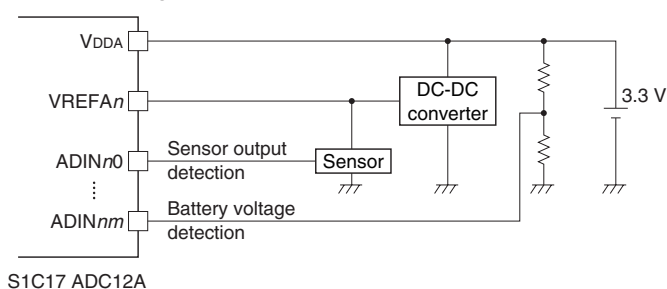 VDDA
VREFAn
ADINn0
ADINnm
Sensor output
detection
Battery voltage
detection
Sensor
DC-DC
converter
3.3 V
S1C17 ADC12A